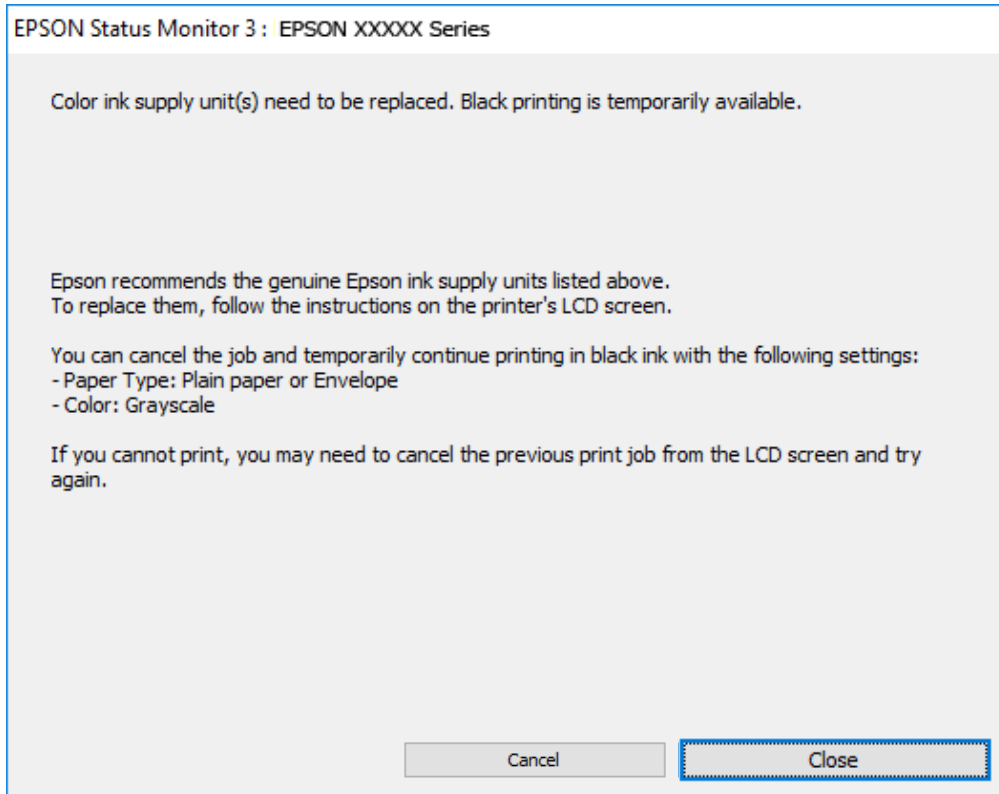 EPSON Status Monitor 3 : EPSON XXXXX Series
Color ink supply unit(s) need to be replaced. Black printing is temporarily available.
Epson recommends the genuine Epson ink supply units listed above.
To replace them, follow the instructions on the printer's LCD screen.
You can cancel the job and temporarily continue printing in black ink with the following settings:
- Paper Type: Plain paper or Envelope
- Color: Grayscale
If you cannot print, you may need to cancel the previous print job from the LCD screen and try
again.
Cancel
Close